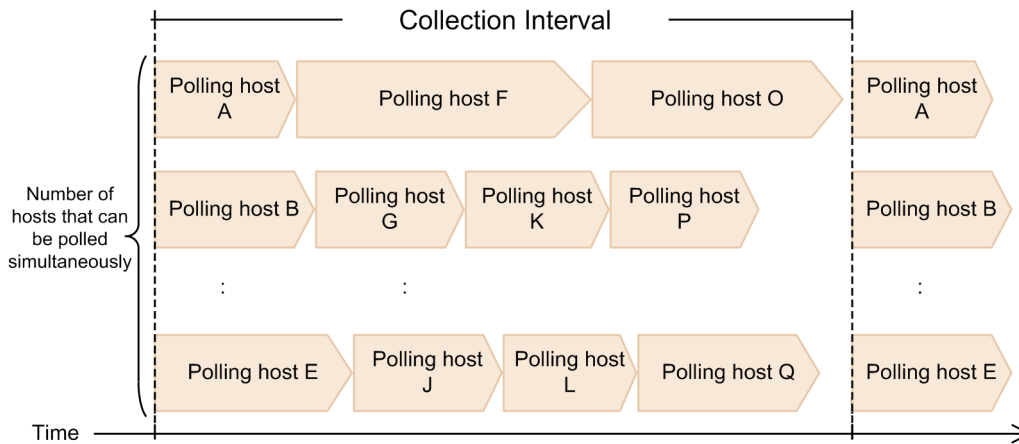 Collection Interval
Polling host
A
Polling host F
Polling host O
Polling host
A
Number of
hosts that can
be polled
simultaneously
Polling host B
Polling host
G
Polling host
K
Polling host
P
Polling host B
:
:
:
Polling host E
Polling host
J
Polling host
L
Polling host Q
Polling host E
Time